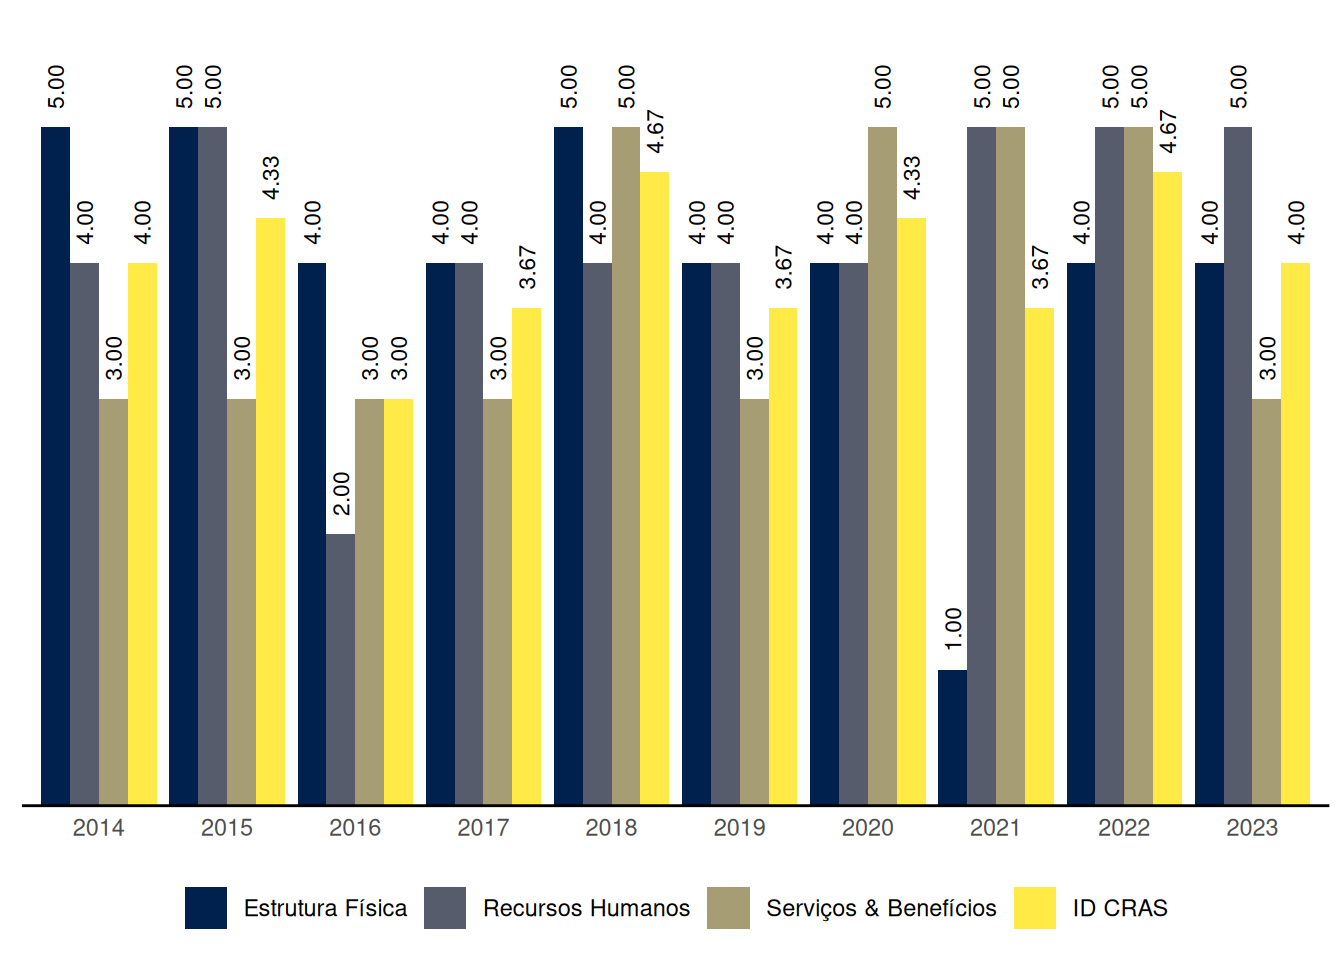 5.00 4.00 3.00 4.00 5.00 5.00 3.00 4.33 4.00 2.00 3.00 3.00 4.00 4.00 3.00 3.67 5.00 4.00 5.00 4.67 4.00 4.00 3.00 3.67 4.00 4.00 5.00 4.33 1.00 5.00 5.00 3.67 4.00 5.00 5.00 4.67 4.00 5.00 3.00 4.00
2014 2015 2016 2017 2018 2019 2020 2021 2022 2023
Estrutura Física Recursos Humanos Serviços & Benefícios ID CRAS